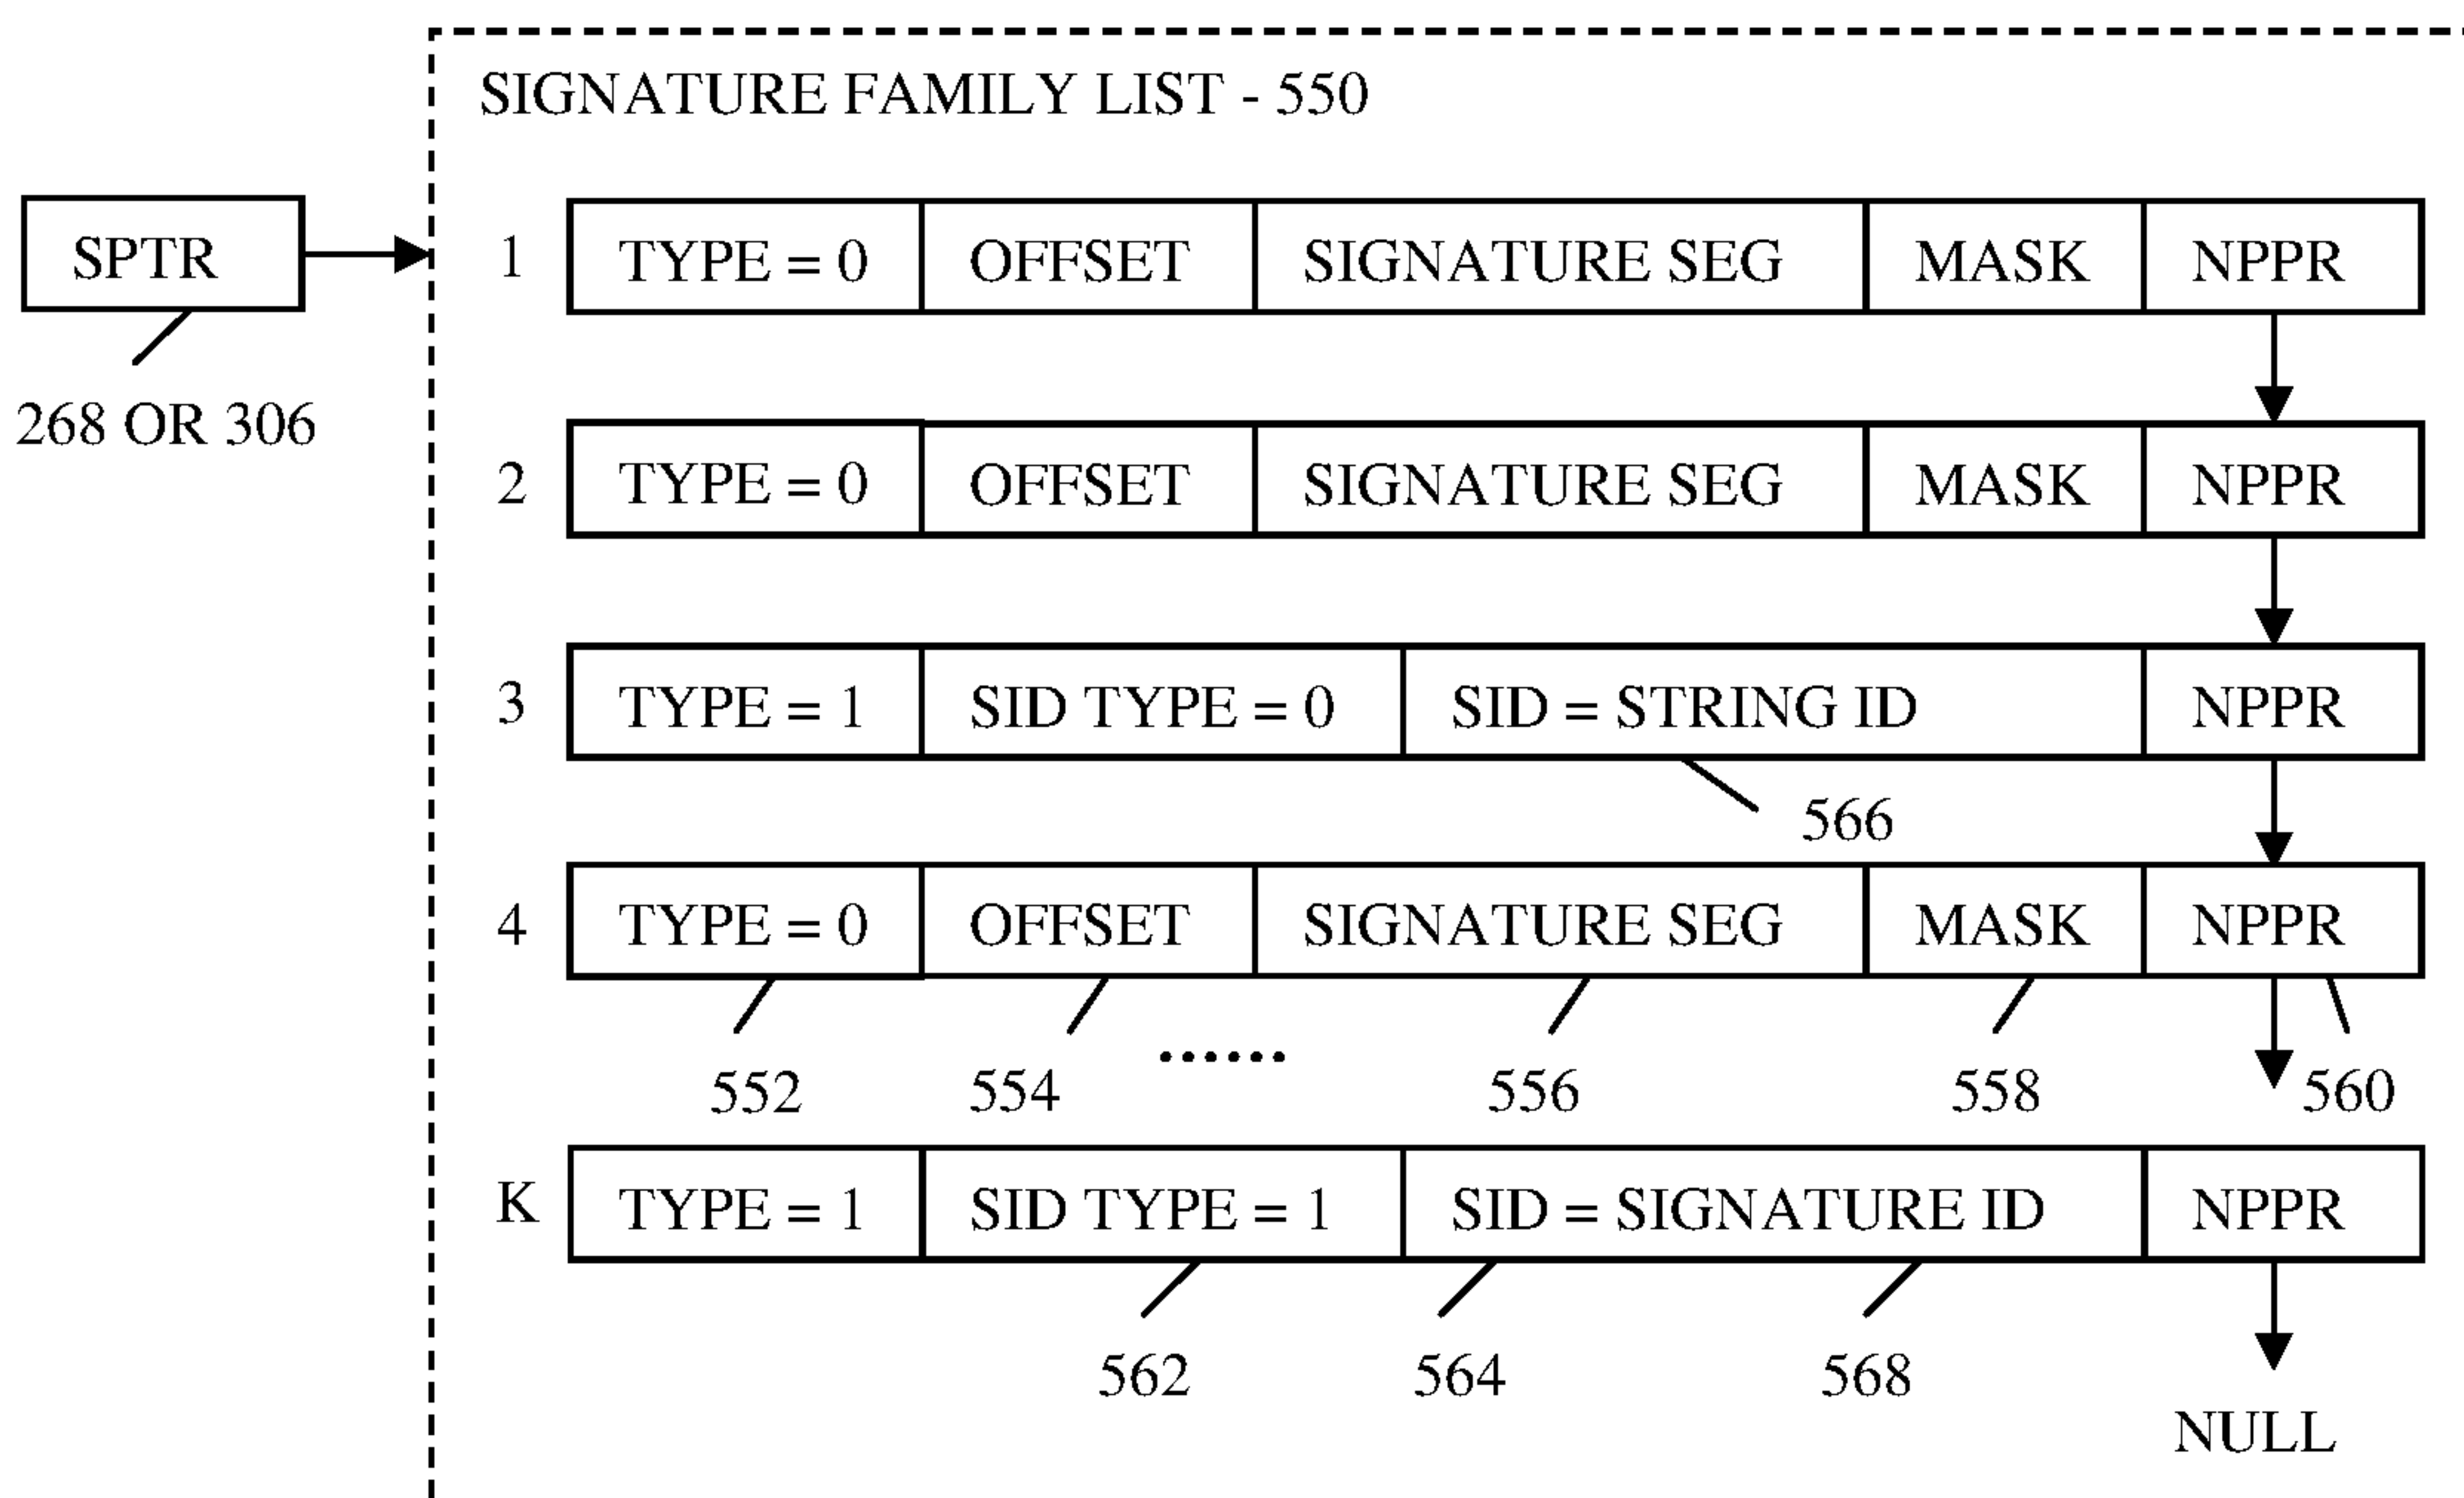 SIGNATURE FAMILY LIST - 550
SPTR
268 OR 306
1 TYPE = 0 OFFSET SIGNATURE SEG MASK NPPR
2 TYPE = 0 OFFSET SIGNATURE SEG MASK NPPR
3 TYPE = 1 SID TYPE = 0 SID = STRING ID NPPR
566
4 TYPE = 0 OFFSET SIGNATURE SEG MASK NPPR
552 554 ...... 556 558 560
K TYPE = 1 SID TYPE = 1 SID = SIGNATURE ID NPPR
562 564 568
NULL